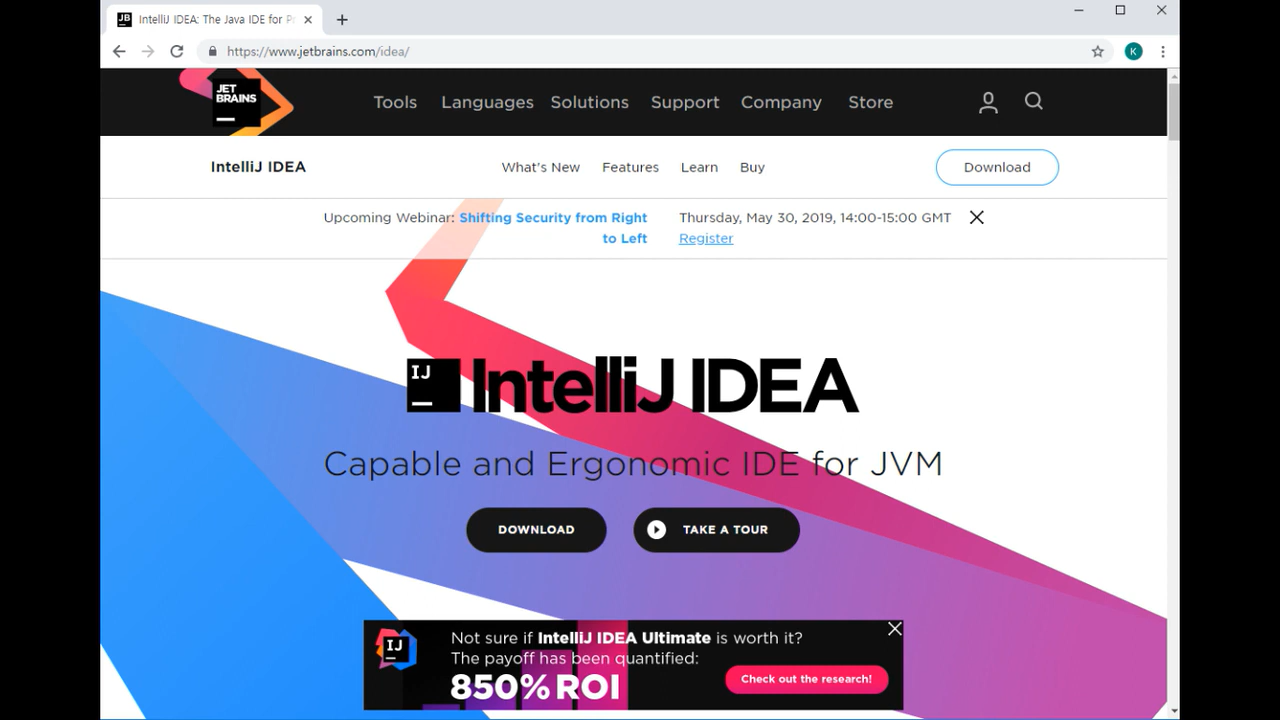 JB
IntelliJ IDEA: The Java IDE for P
https://www.jetbrains.com/idea/
K
JET
BRAINS
Tools Languages Solutions Support Company Store
IntelliJ IDEA
What's New Features Learn Buy
Download
Upcoming Webinar: Shifting Security from Right
to Left
Thursday, May 30, 2019, 14:00-15:00 GMT
Register
IJ
IntelliJ IDEA
Capable and Ergonomic IDE for JVM
DOWNLOAD
TAKE A TOUR
IJ
Not sure if IntelliJ IDEA Ultimate is worth it?
The payoff has been quantified:
850% ROI
Check out the research!